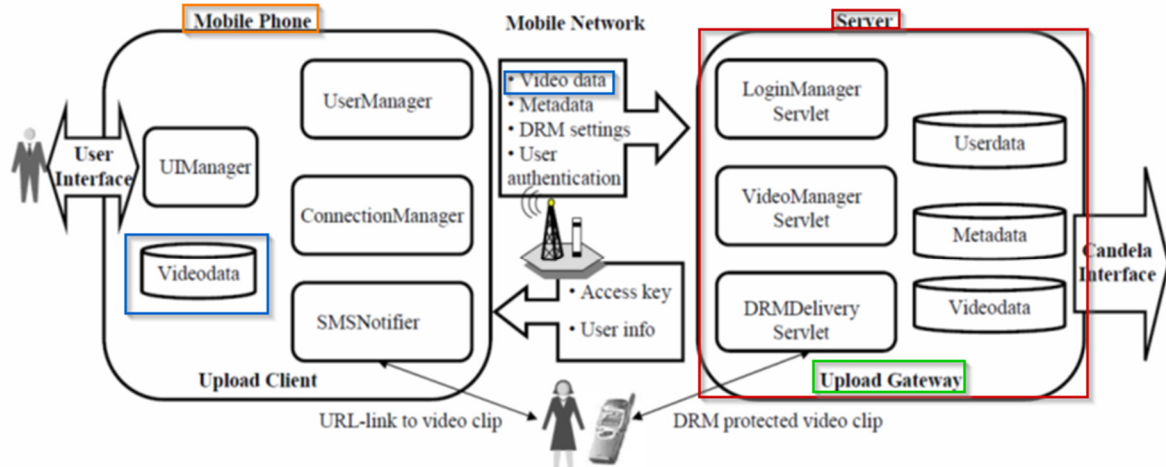 Mobile Phone
Mobile Network
Server
User
Interface
UIManager
Videodata
UserManager
ConnectionManager
SMSNotifier
Upload Client
• Video data
• Metadata
• DRM settings
• User
authentication
• Access key
• User info
LoginManager
Servlet
VideoManager
Servlet
DRMDelivery
Servlet
Userdata
Metadata
Videodata
Upload Gateway
Candela
Interface
URL-link to video clip
DRM protected video clip